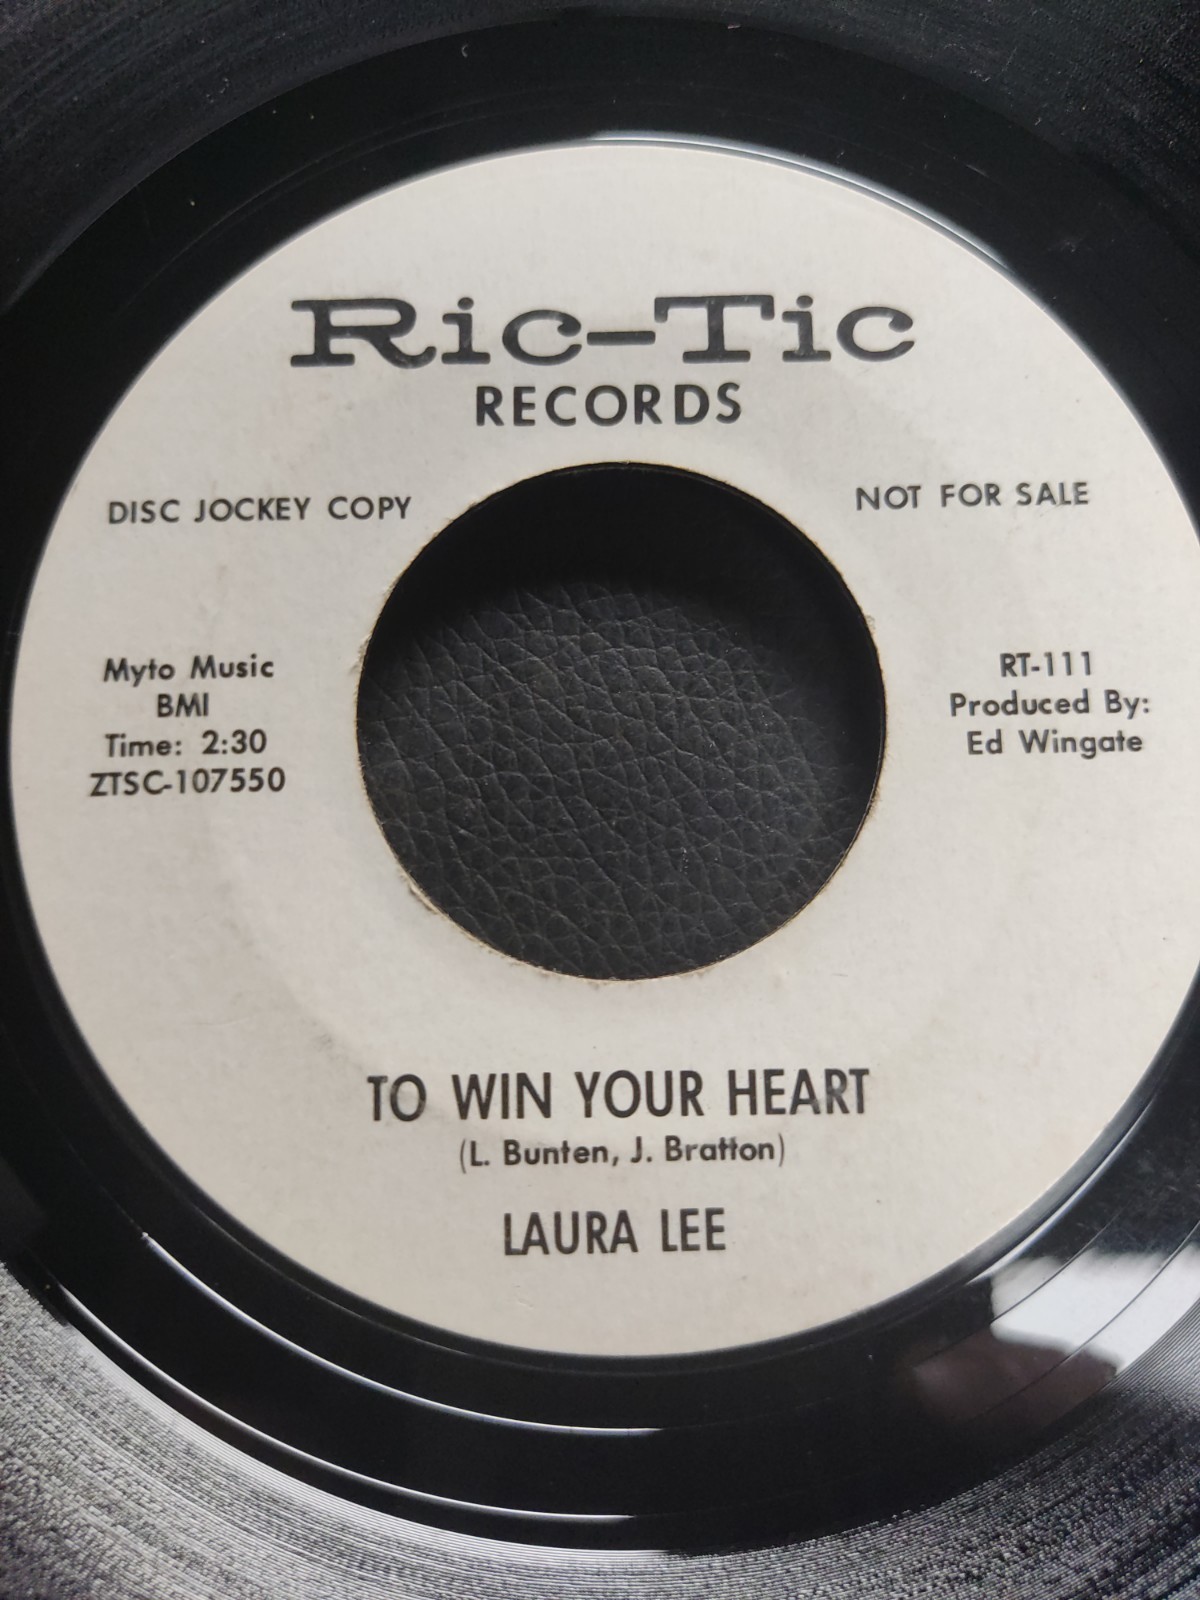 Ric-Tic
RECORDS
DISC JOCKEY COPY
NOT FOR SALE
Myto Music
BMI
Time: 2:30
ZTSC-107550
RT-111
Produced By:
Ed Wingate
TO WIN YOUR HEART
(L. Bunten, J. Bratton)
LAURA LEE